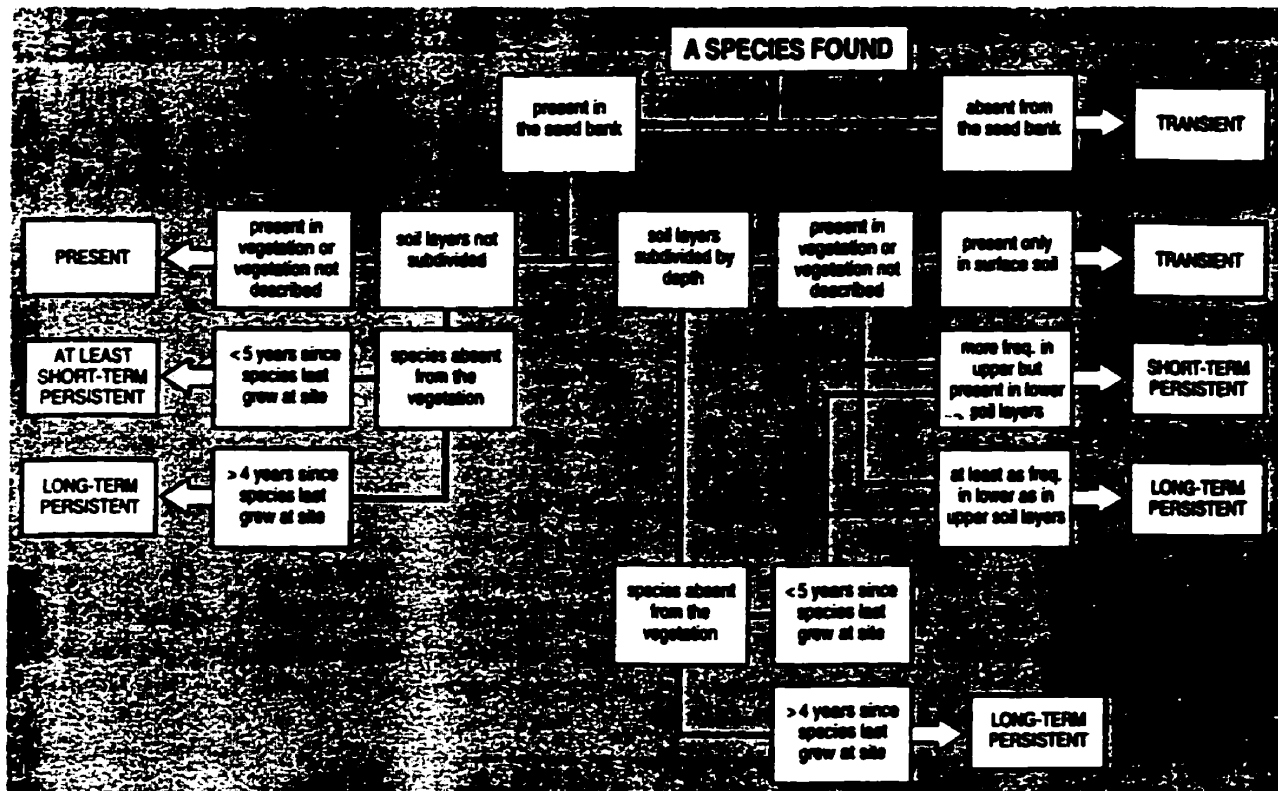 A SPECIES FOUND
present in
the seed bank
absent from
the seed bank
TRANSIENT
PRESENT
present in
vegetation or
vegetation not
described
soil layers not
subdivided
soil layers
subdivided by
depth
present in
vegetation or
vegetation not
described
present only
in surface soil
TRANSIENT
AT LEAST
SHORT-TERM
PERSISTENT
< 5 years since
species last
grew at site
species absent
from the
vegetation
more freq. in
upper but
present in lower
soil layers
SHORT-TERM
PERSISTENT
LONG-TERM
PERSISTENT
> 4 years since
species last
grew at site
at least as freq.
in lower as in
upper soil layers
LONG-TERM
PERSISTENT
species absent
from the
vegetation
< 5 years since
species last
grew at site
> 4 years since
species last
grew at site
LONG-TERM
PERSISTENT